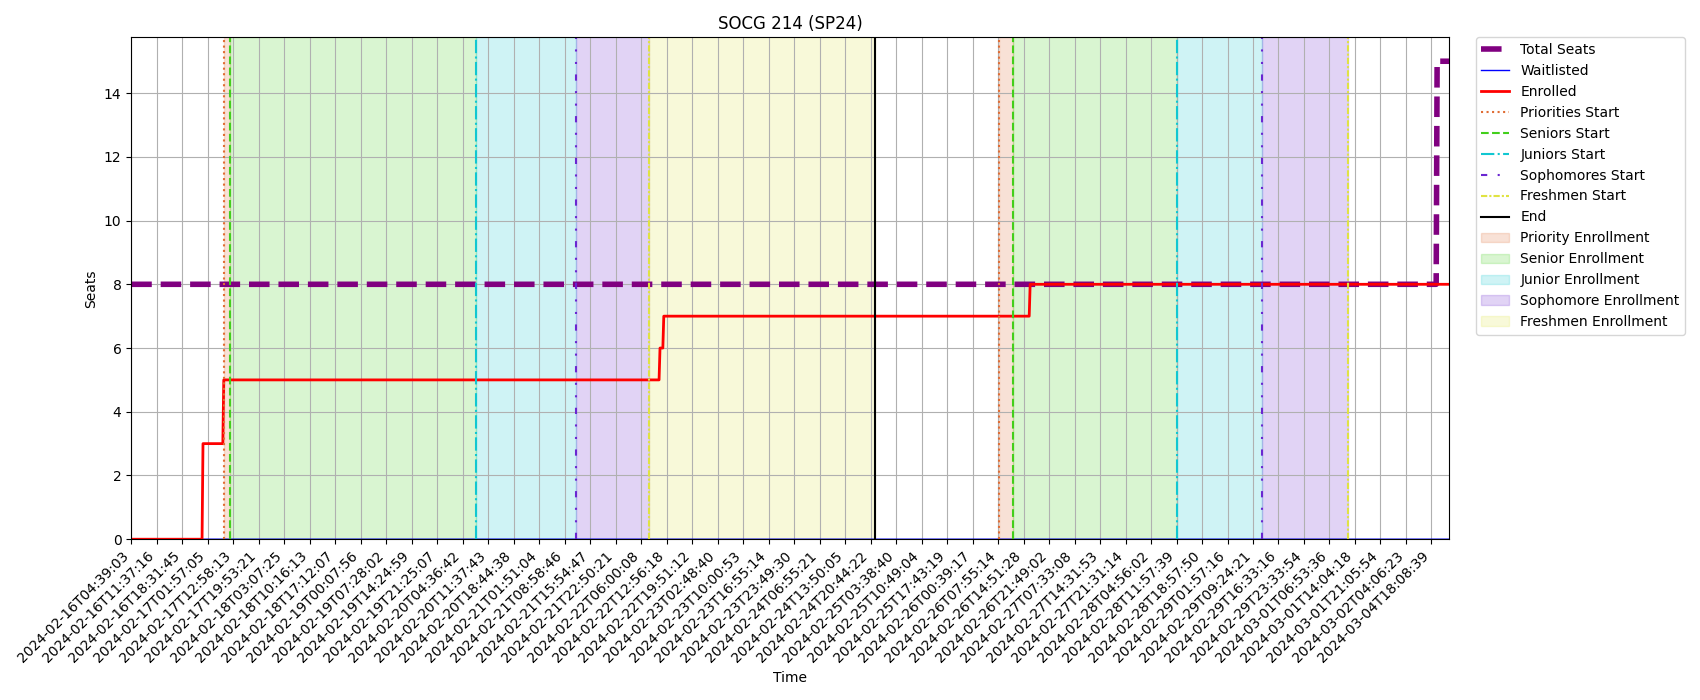 SOCG 214 (SP24)
Seats
14
12
10
8
6
4
2
0
2024-02-16T04:39:03
2024-02-16T11:37:16
2024-02-16T18:31:45
2024-02-17T01:57:05
2024-02-17T12:58:13
2024-02-17T19:53:21
2024-02-18T03:07:25
2024-02-18T10:16:13
2024-02-18T17:12:07
2024-02-19T00:07:56
2024-02-19T07:28:02
2024-02-19T14:24:59
2024-02-19T21:25:07
2024-02-20T04:36:42
2024-02-20T11:37:43
2024-02-20T18:44:38
2024-02-21T01:51:04
2024-02-21T08:58:46
2024-02-21T15:54:47
2024-02-21T22:50:21
2024-02-22T06:00:08
2024-02-22T12:56:18
2024-02-22T19:51:12
2024-02-23T02:48:40
2024-02-23T10:00:53
2024-02-23T16:55:14
2024-02-23T23:49:30
2024-02-24T06:55:21
2024-02-24T13:50:05
2024-02-24T20:44:22
2024-02-25T03:38:40
2024-02-25T10:49:04
2024-02-25T17:43:19
2024-02-26T00:39:17
2024-02-26T07:55:14
2024-02-26T14:51:28
2024-02-26T21:49:02
2024-02-27T07:33:08
2024-02-27T14:31:53
2024-02-27T21:31:14
2024-02-28T04:56:02
2024-02-28T11:57:39
2024-02-28T18:57:50
2024-02-29T01:57:16
2024-02-29T09:24:21
2024-02-29T16:33:16
2024-02-29T23:33:54
2024-03-01T06:53:36
2024-03-01T14:04:18
2024-03-01T21:05:54
2024-03-02T04:06:23
2024-03-04T18:08:39
Time
Total Seats
Waitlisted
Enrolled
Priorities Start
Seniors Start
Juniors Start
Sophomores Start
Freshmen Start
End
Priority Enrollment
Senior Enrollment
Junior Enrollment
Sophomore Enrollment
Freshmen Enrollment